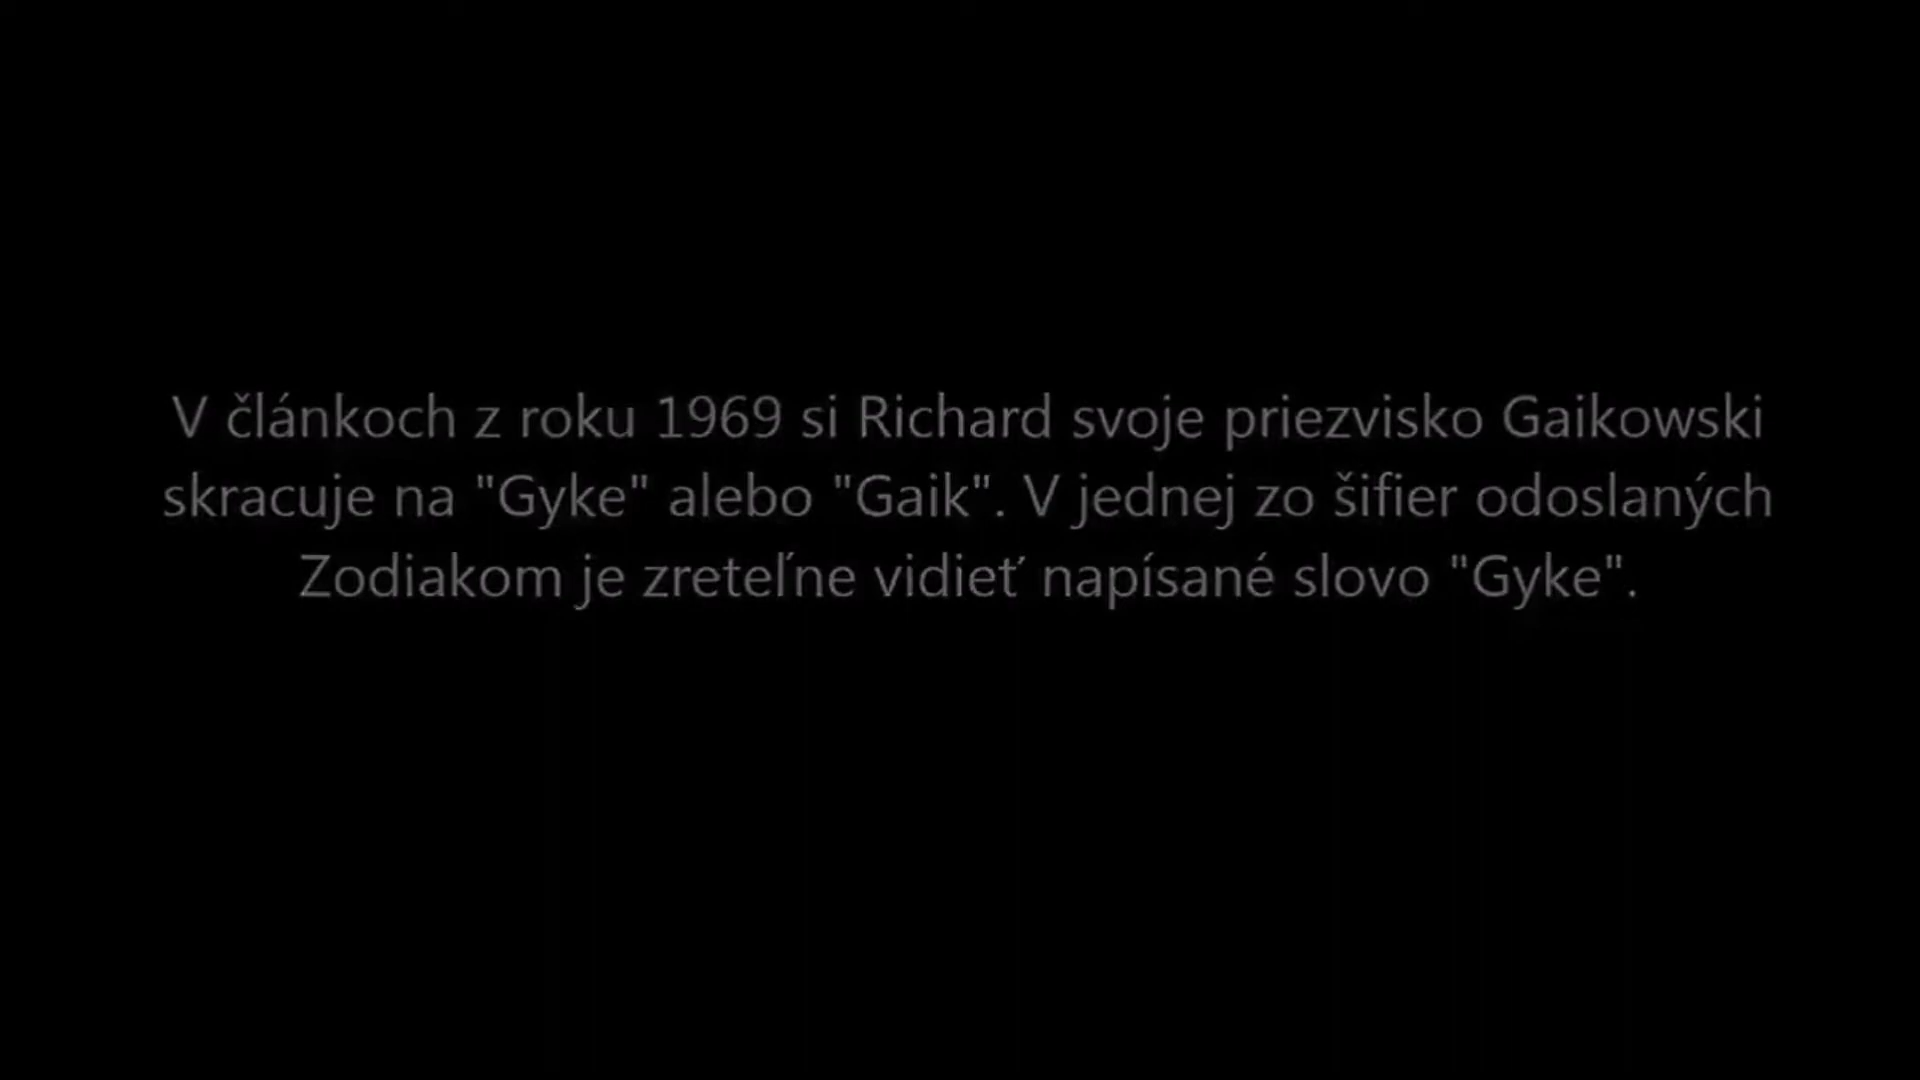 V článkoch z roku 1969 si Richard svoje priezvisko Gaikowski
skracuje na "Gyke" alebo "Gaik". V jednej zo šifier odoslaných
Zodiakom je zreteľne vidieť napísané slovo "Gyke".